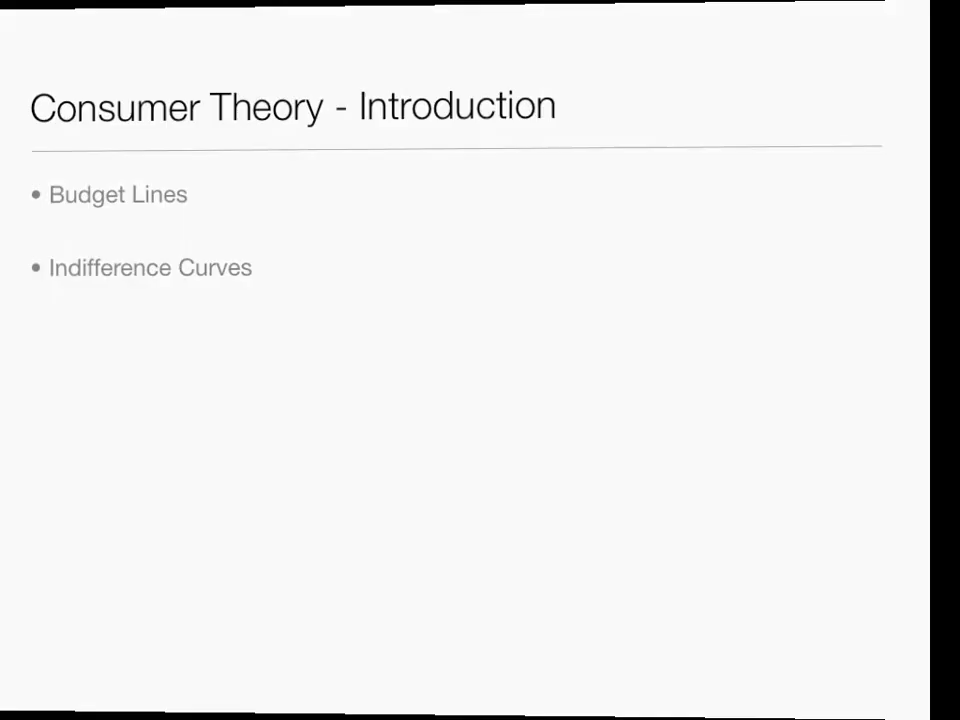 Consumer Theory - Introduction
• Budget Lines
• Indifference Curves